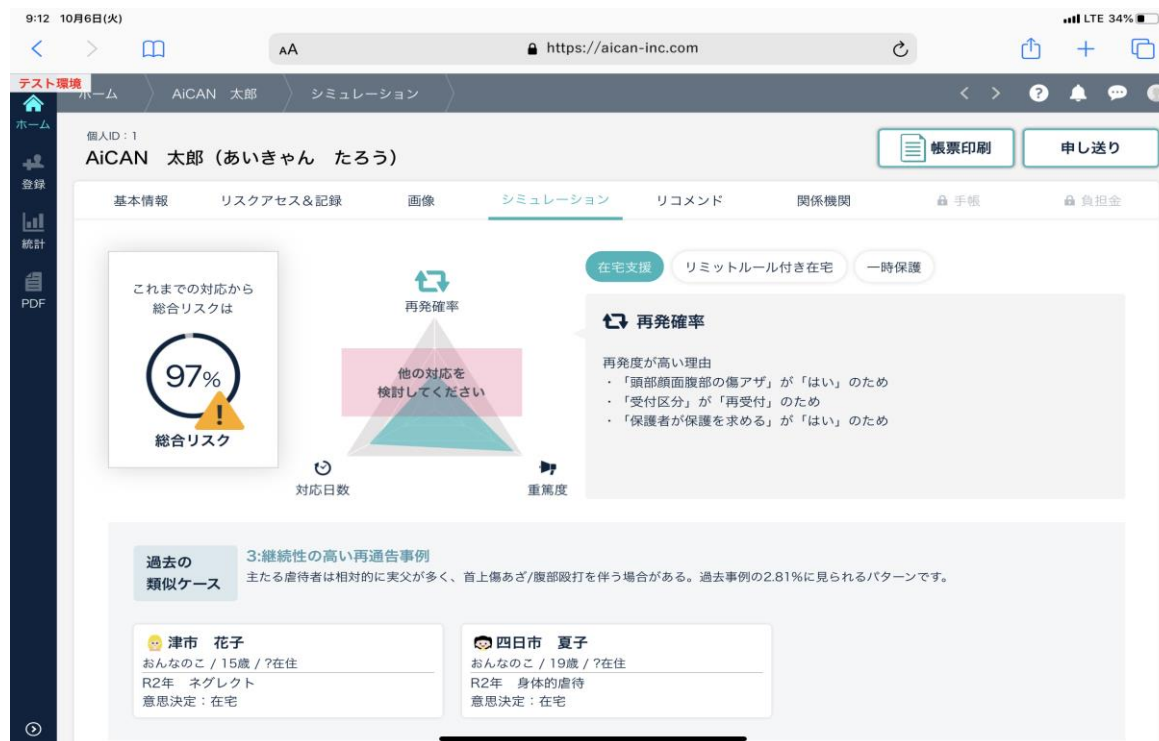 9:12 10月6日(火)
LTE 34%
AA
https://aican-inc.com
テスト環境
ホーム
AiCAN 太郎
シミュレーション
ホーム
登録
統計
PDF
個人ID：1
AiCAN 太郎（あいきゃん たろう）
帳票印刷
申し送り
基本情報
リスクアセス&記録
画像
シミュレーション
リコメンド
関係機関
手帳
負担金
これまでの対応から
総合リスクは
97%
総合リスク
再発確率
他の対応を
検討してください
対応日数
重篤度
在宅支援
リミットルール付き在宅
一時保護
再発確率
再発度が高い理由
・「頭部顔面腹部の傷アザ」が「はい」のため
・「受付区分」が「再受付」のため
・「保護者が保護を求める」が「はい」のため
過去の
類似ケース
3:継続性の高い再通告事例
主たる虐待者は相対的に実父が多く、首上傷あざ/腹部殴打を伴う場合がある。過去事例の2.81%に見られるパターンです。
津市 花子
おんなのこ / 15歳 / ?在住
R2年 ネグレクト
意思決定：在宅
四日市 夏子
おんなのこ / 19歳 / ?在住
R2年 身体的虐待
意思決定：在宅